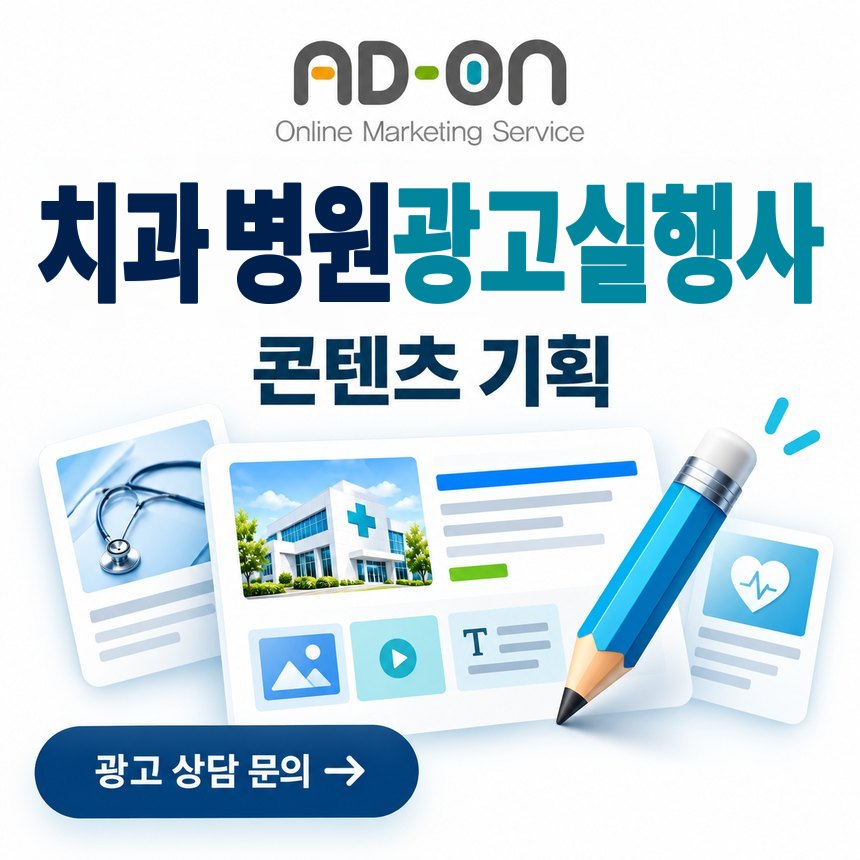 AD-ON
Online Marketing Service
치과 병원광고실행사
콘텐츠 기획
T
광고 상담 문의 →